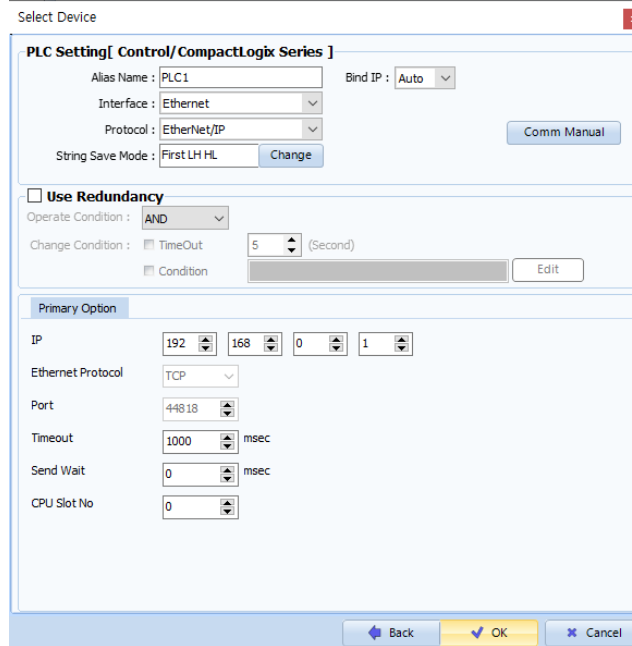 Select Device
PLC Setting[ Control/CompactLogix Series ]
Alias Name : PLC1 Bind IP : Auto
Interface : Ethernet
Protocol : EtherNet/IP Comm Manual
String Save Mode : First LH HL Change
Use Redundancy
Operate Condition : AND
Change Condition : TimeOut 5 (Second)
Condition Edit
Primary Option
IP 192 168 0 1
Ethernet Protocol TCP
Port 44818
Timeout 1000 msec
Send Wait 0 msec
CPU Slot No 0
Back OK Cancel